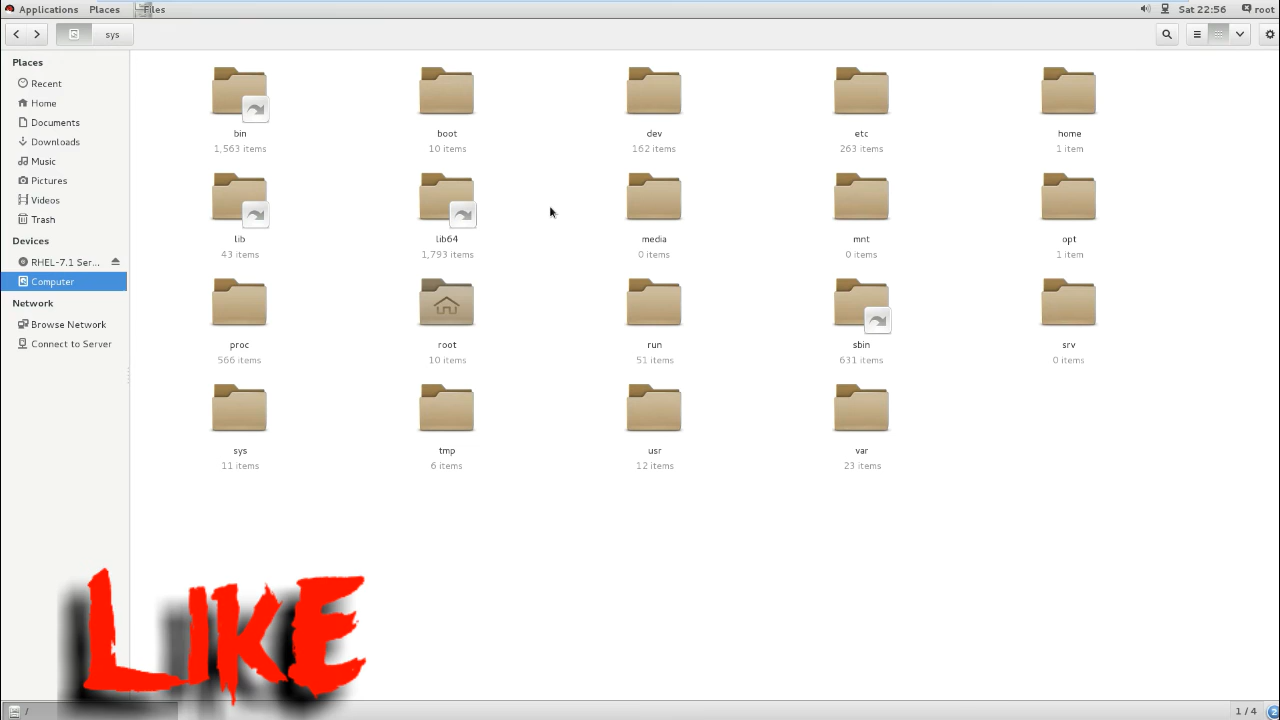 Applications Places Files Sat 22:56 root
sys
Places
Recent
Home
Documents
Downloads
Music
Pictures
Videos
Trash
Devices
RHEL-7.1 Ser...
Computer
Network
Browse Network
Connect to Server
bin boot dev etc home
1,563 items 10 items 162 items 263 items 1 item
lib lib64 media mnt opt
43 items 1,793 items 0 items 0 items 1 item
proc root run sbin srv
566 items 10 items 51 items 631 items 0 items
sys tmp usr var
11 items 6 items 12 items 23 items
LIKE
/ 1 / 4